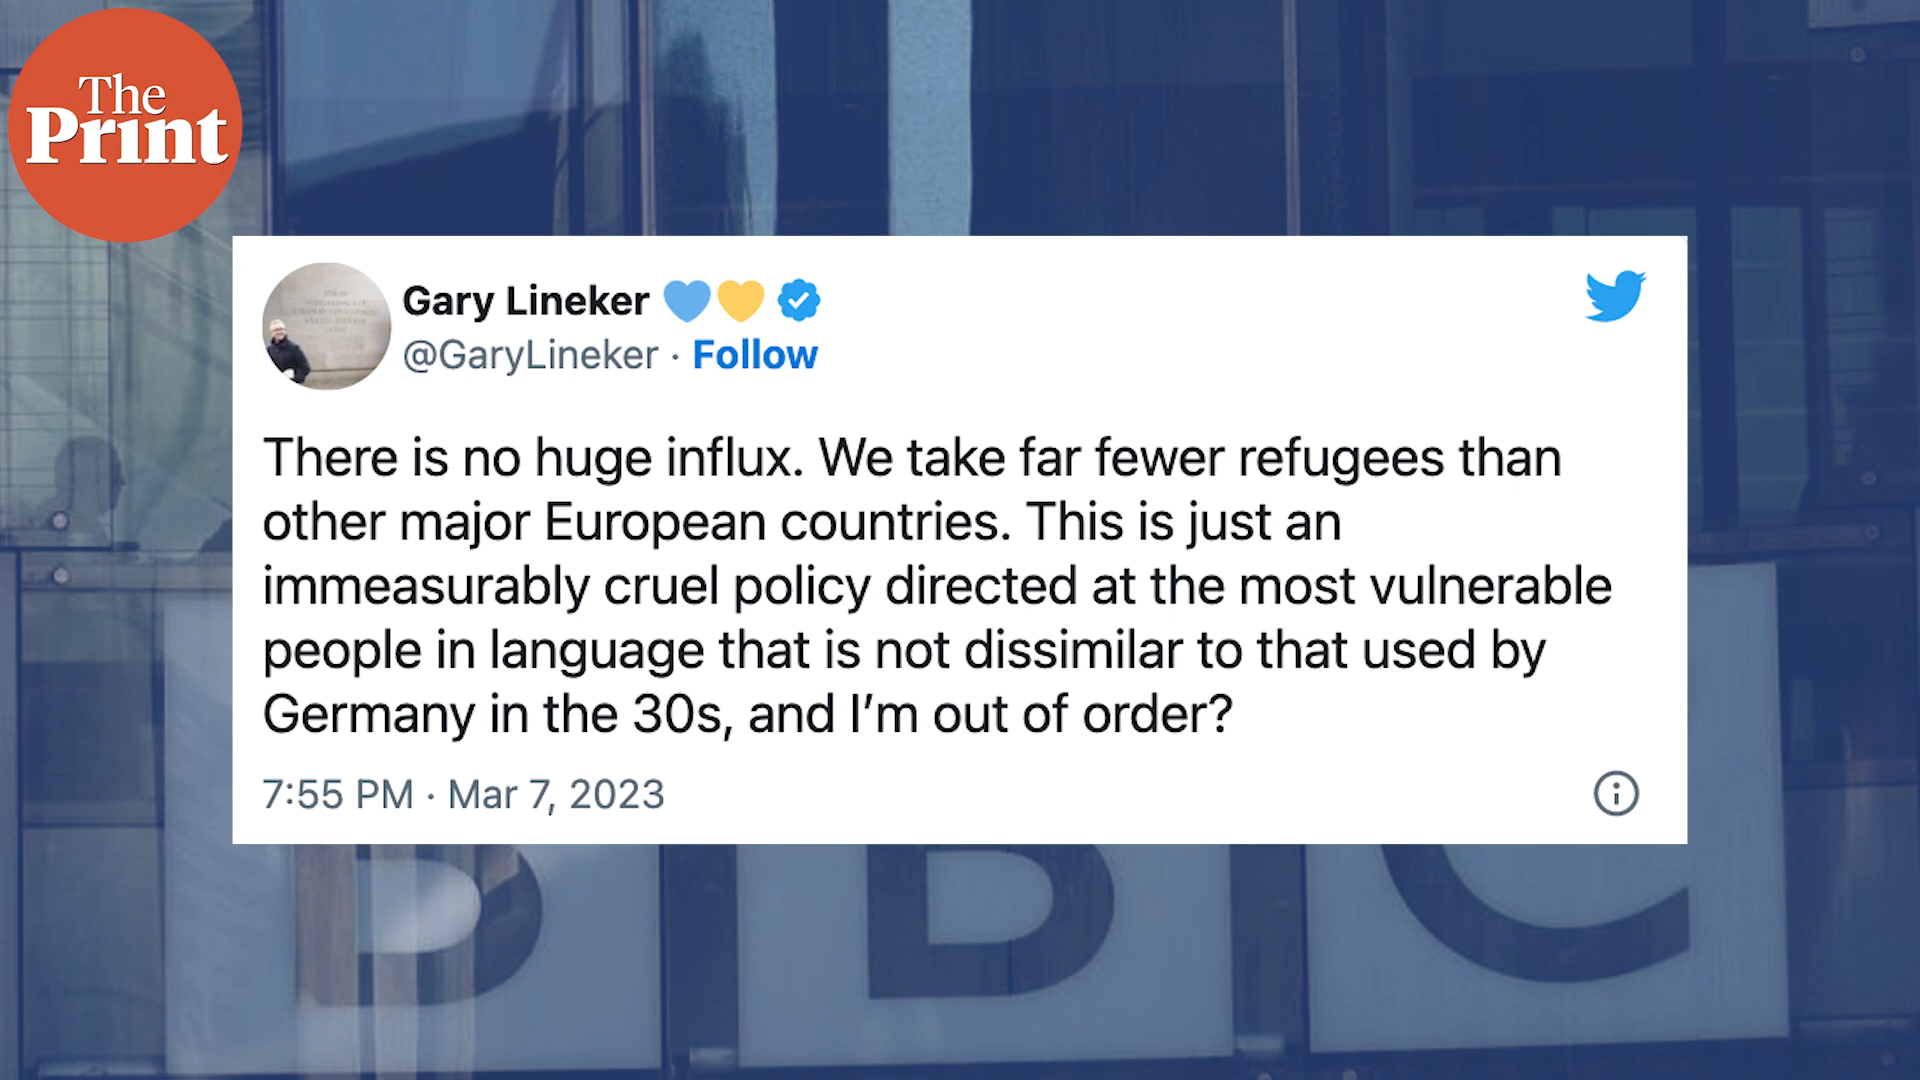 The
Print
Gary Lineker
@GaryLineker · Follow
There is no huge influx. We take far fewer refugees than
other major European countries. This is just an
immeasurably cruel policy directed at the most vulnerable
people in language that is not dissimilar to that used by
Germany in the 30s, and I'm out of order?
7:55 PM · Mar 7, 2023
BBC